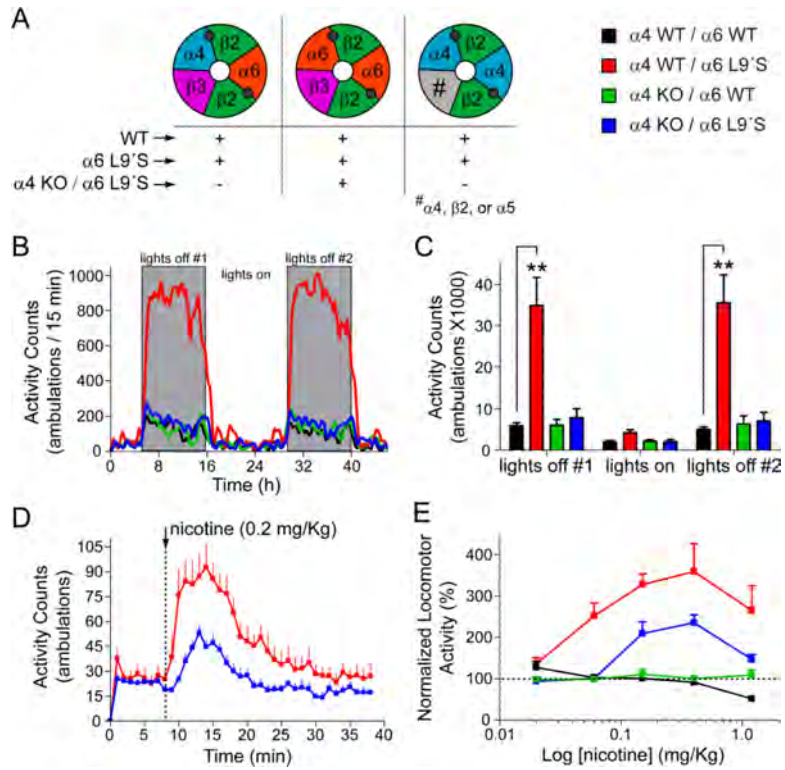 A
α4 β2 α6 β2 β3
α6 β2 α6 β2 β3
α4 β2 α4 β2 #
WT + + +
α6 L9´S + + +
α4 KO / α6 L9´S - + -
#α4, β2, or α5
α4 WT / α6 WT
α4 WT / α6 L9´S
α4 KO / α6 WT
α4 KO / α6 L9´S
B
lights off #1 lights on lights off #2
Activity Counts
(ambulations / 15 min)
1000
800
600
400
200
0
0 8 16 24 32 40
Time (h)
C
Activity Counts
(ambulations X1000)
40
30
20
10
0
** **
lights off #1 lights on lights off #2
D
nicotine (0.2 mg/Kg)
Activity Counts
(ambulations)
105
90
75
60
45
30
15
0
0 5 10 15 20 25 30 35 40
Time (min)
E
Normalized Locomotor
Activity (%)
400
300
200
100
0
0.01 0.1 1
Log [nicotine] (mg/Kg)